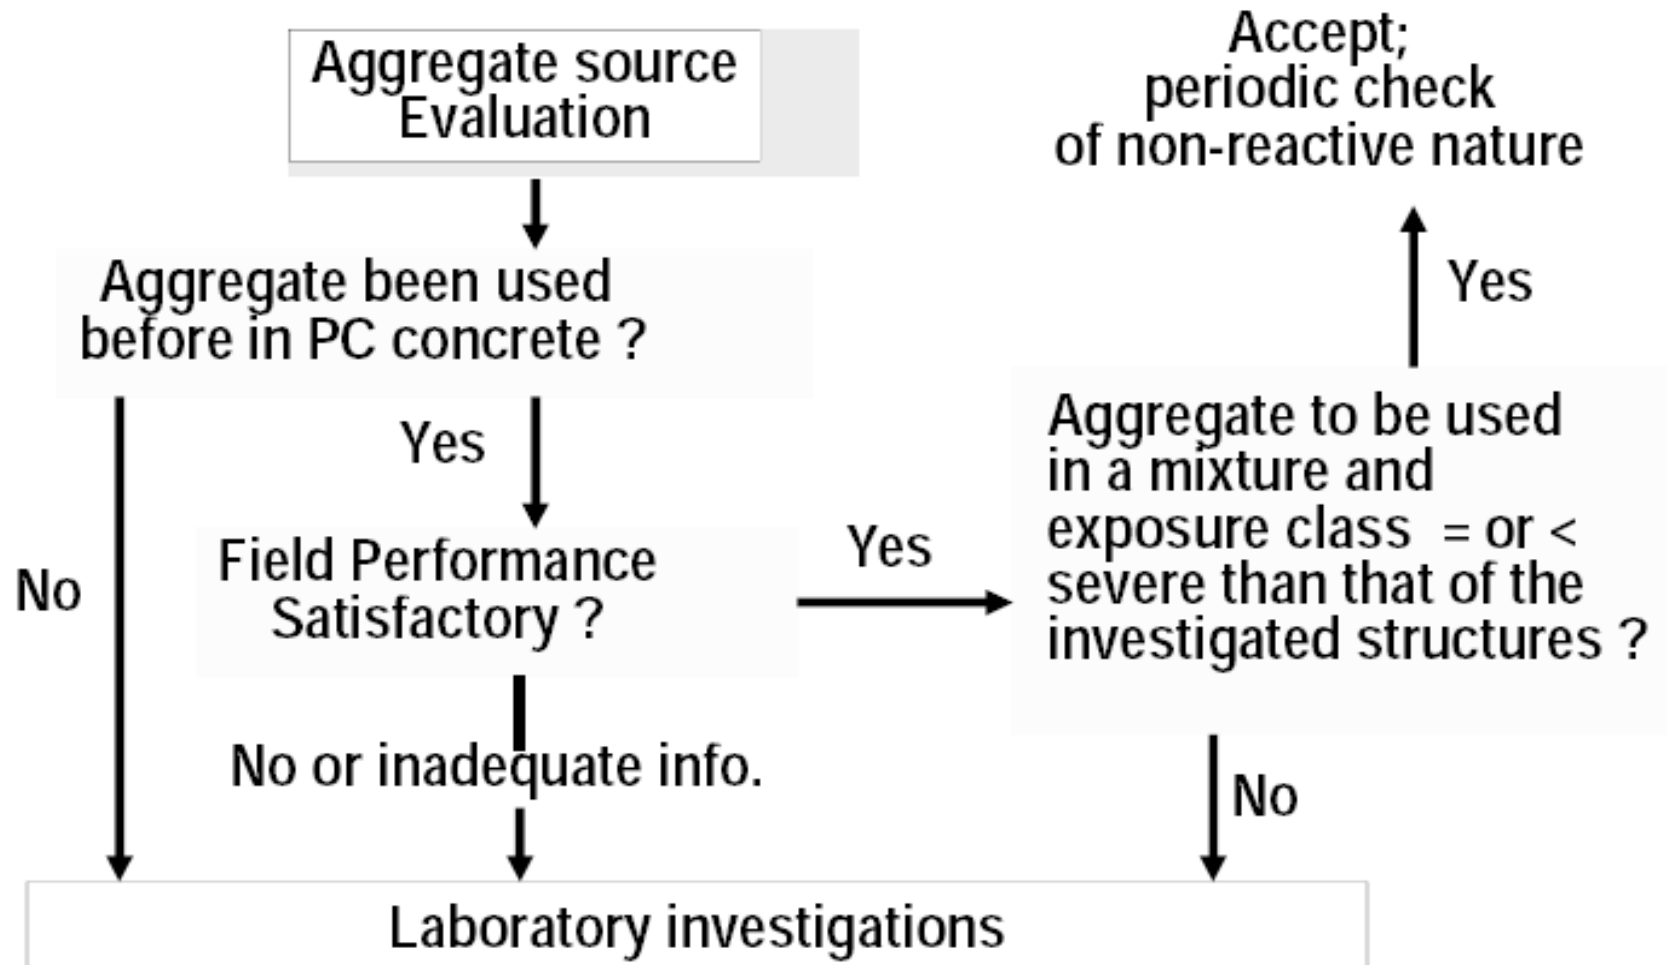 Aggregate source
Evaluation
Accept;
periodic check
of non-reactive nature
Aggregate been used
before in PC concrete ?
Yes
Yes
No
Field Performance
Satisfactory ?
Yes
Aggregate to be used
in a mixture and
exposure class = or <
severe than that of the
investigated structures ?
No or inadequate info.
No
Laboratory investigations